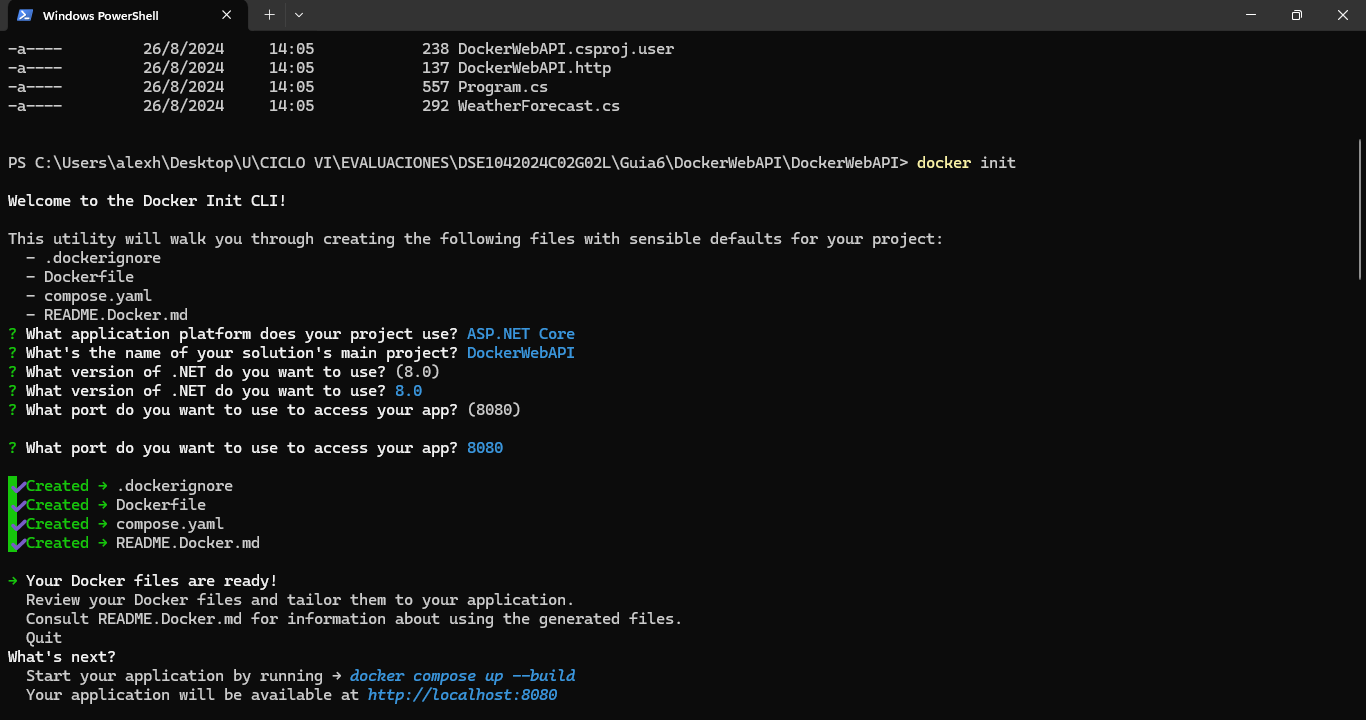 Windows PowerShell
-a---- 26/8/2024 14:05 238 DockerWebAPI.csproj.user
-a---- 26/8/2024 14:05 137 DockerWebAPI.http
-a---- 26/8/2024 14:05 557 Program.cs
-a---- 26/8/2024 14:05 292 WeatherForecast.cs
PS C:\Users\alexh\Desktop\U\CICLO VI\EVALUACIONES\DSE1042024C02G02L\Guia6\DockerWebAPI\DockerWebAPI> docker init
Welcome to the Docker Init CLI!
This utility will walk you through creating the following files with sensible defaults for your project:
- .dockerignore
- Dockerfile
- compose.yaml
- README.Docker.md
? What application platform does your project use? ASP.NET Core
? What's the name of your solution's main project? DockerWebAPI
? What version of .NET do you want to use? (8.0)
? What version of .NET do you want to use? 8.0
? What port do you want to use to access your app? (8080)
? What port do you want to use to access your app? 8080
✔Created → .dockerignore
✔Created → Dockerfile
✔Created → compose.yaml
✔Created → README.Docker.md
→ Your Docker files are ready!
Review your Docker files and tailor them to your application.
Consult README.Docker.md for information about using the generated files.
Quit
What's next?
Start your application by running → docker compose up --build
Your application will be available at http://localhost:8080